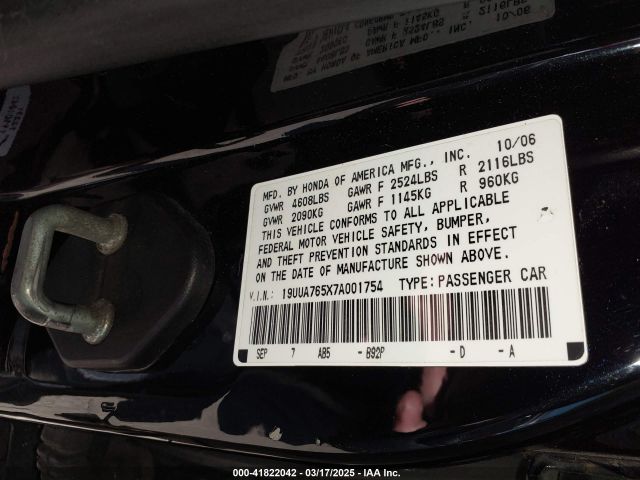 MFD. BY HONDA OF AMERICA MFG., INC. 10/06
GVWR 4608LBS GAWR F 2524LBS R 2116LBS
GVWR 2090KG GAWR F 1145KG R 960KG
THIS VEHICLE CONFORMS TO ALL APPLICABLE
FEDERAL MOTOR VEHICLE SAFETY, BUMPER,
AND THEFT PREVENTION STANDARDS IN EFFECT
ON THE DATE OF MANUFACTURE SHOWN ABOVE.
V.I.N.: 19UUA765X7A001754 TYPE: PASSENGER CAR
SEP 7 AB5 -B92P -D -A
000-41822042 - 03/17/2025 - IAA Inc.